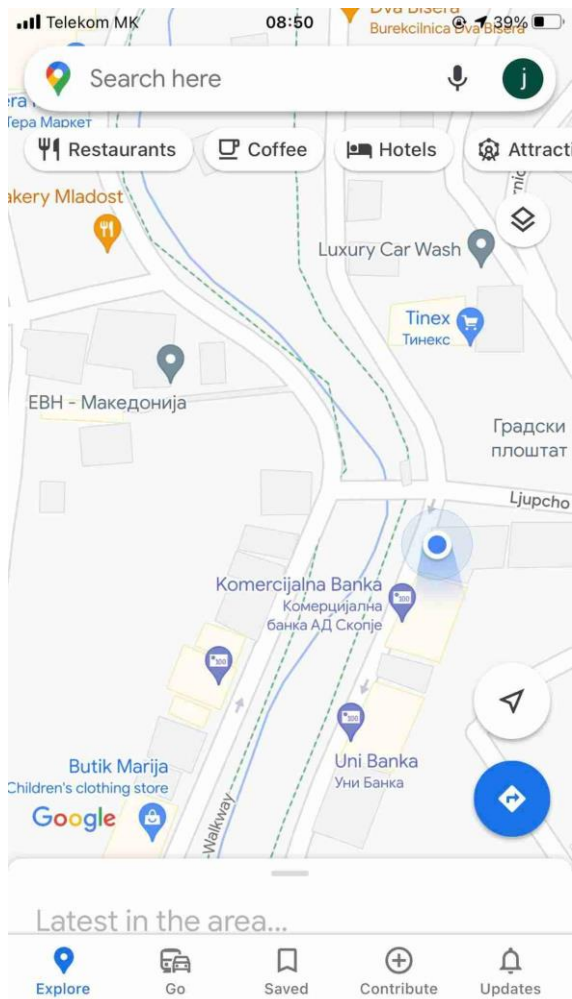 Telekom MK
08:50
39%
Dva Bisera
Burekcilnica Dva Bisera
Search here
j
Тера Маркет
Restaurants
Coffee
Hotels
Attracti
akery Mladost
Luxury Car Wash
Tinex
Тинекс
ЕВН - Македонија
Градски
плоштат
Ljupcho
Komercijalna Banka
Комерцијална
банка АД Скопје
Uni Banka
Уни Банка
Butik Marija
Children's clothing store
Google
-Walkway-
Latest in the area...
Explore
Go
Saved
Contribute
Updates